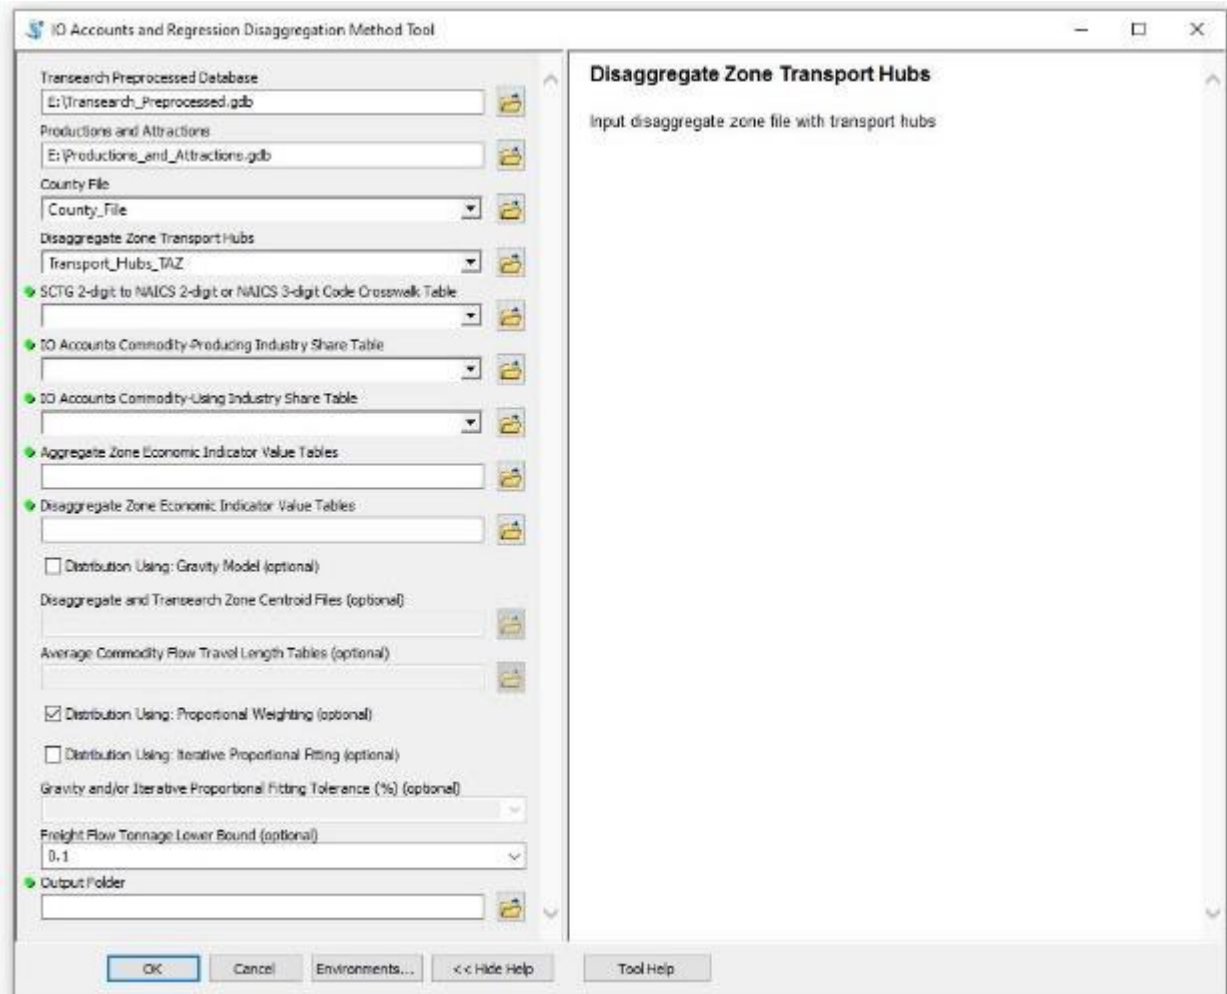 IO Accounts and Regression Disaggregation Method Tool
Transearch Preprocessed Database
E:\Transearch_Preprocessed.gdb
Productions and Attractions
E:\Productions_and_Attractions.gdb
County File
County_File
Disaggregate Zone Transport Hubs
Transport_Hubs_TAZ
SCTG 2-digit to NAICS 2-digit or NAICS 3-digit Code Crosswalk Table
IO Accounts Commodity-Producing Industry Share Table
IO Accounts Commodity-Using Industry Share Table
Aggregate Zone Economic Indicator Value Tables
Disaggregate Zone Economic Indicator Value Tables
Distribution Using: Gravity Model (optional)
Disaggregate and Transearch Zone Centroid Files (optional)
Average Commodity Flow Travel Length Tables (optional)
Distribution Using: Proportional Weighting (optional)
Distribution Using: Iterative Proportional Fitting (optional)
Gravity and/or Iterative Proportional Fitting Tolerance (%) (optional)
Freight Flow Tonnage Lower Bound (optional)
0.1
Output Folder
OK Cancel Environments... << Hide Help
Disaggregate Zone Transport Hubs
Input disaggregate zone file with transport hubs
Tool Help